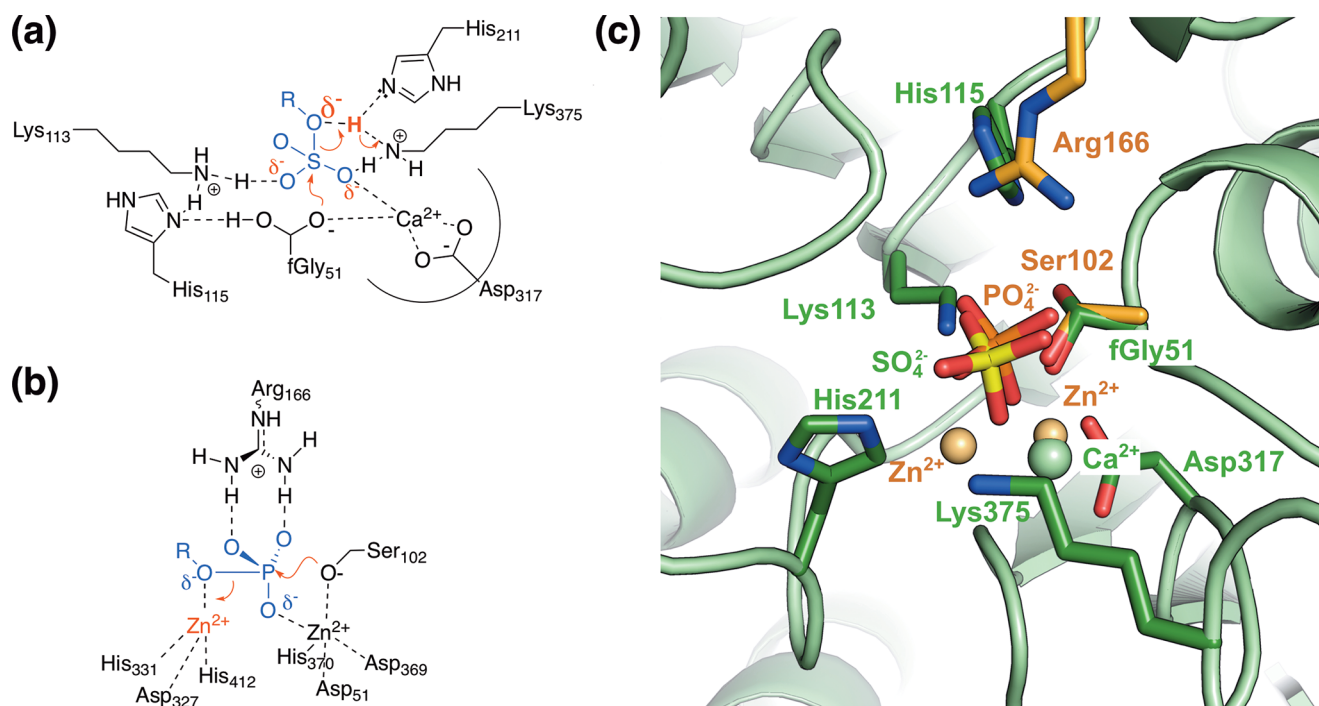 (a)
His211
N
NH
R
δ-
O
H
Lys375
Lys113
O
S
N
H
H
⊕
H
δ-
O
O
δ-
N
⊕
H
H
HN
N
H
O
O
-
Ca2+
O
-
O
fGly51
His115
Asp317
(b)
Arg166
NH
H
N
⊕
N
H
H
H
O
O
R
δ-
O
P
O
δ-
O-
Ser102
Zn2+
Zn2+
His331
Asp327
His412
His370
Asp51
Asp369
(c)
His115
Arg166
Ser102
Lys113
PO₄²⁻
SO₄²⁻
fGly51
His211
Zn2+
Zn2+
Ca2+
Asp317
Lys375